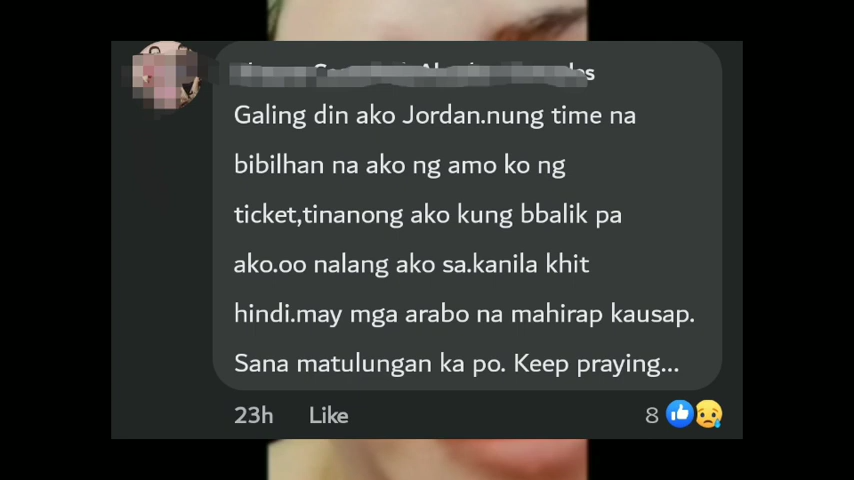 Galing din ako Jordan.nung time na
bibilhan na ako ng amo ko ng
ticket,tinanong ako kung bbalik pa
ako.oo nalang ako sa.kanila khit
hindi.may mga arabo na mahirap kausap.
Sana matulungan ka po. Keep praying...
23h Like 8